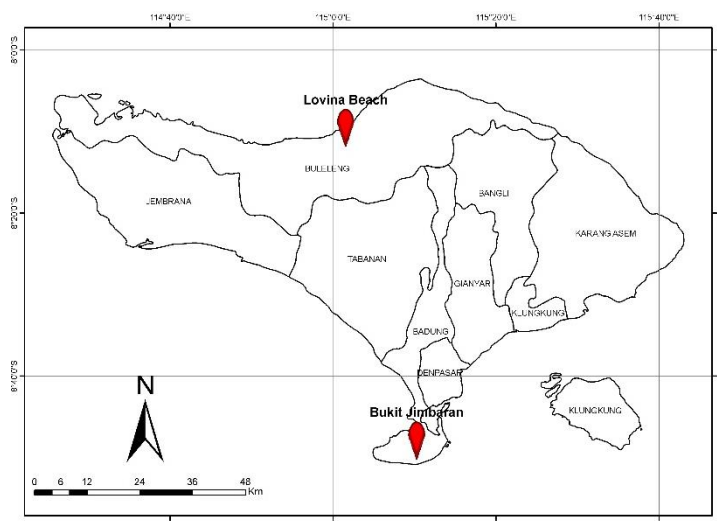 114°40'0"E 115°0'0"E 115°20'0"E 115°40'0"E
8°0'0"S
Lovina Beach
BULELENG
BANGLI
JEMBRANA
8°20'0"S
KARANG ASEM
TABANAN
GIANYAR
KLUNGKUNG
BADUNG
DENPASAR
8°40'0"S
N
Bukit Jimbaran
KLUNGKUNG
0 6 12 24 36 48
Km